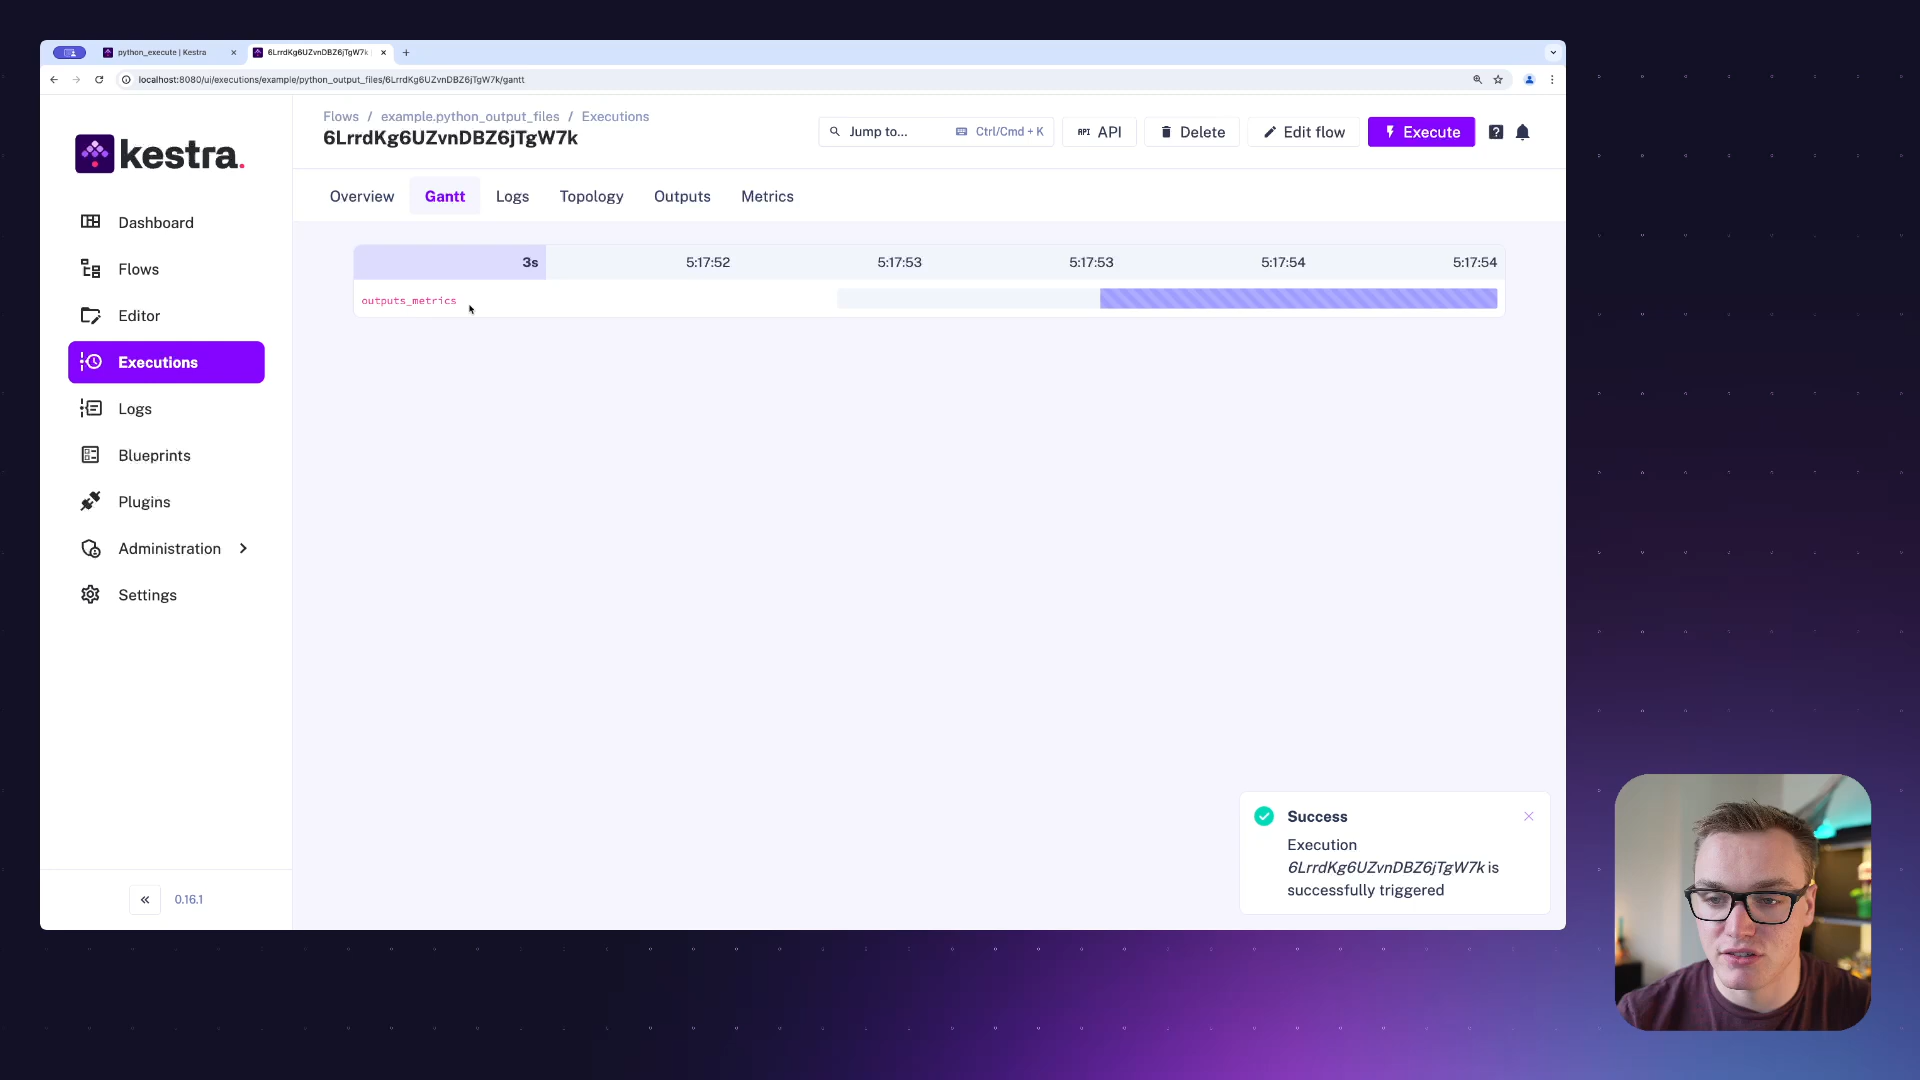 python_execute | Kestra
6LrrdKg6UZvnDBZ6jTgW7k
localhost:8080/ui/executions/example/python_output_files/6LrrdKg6UZvnDBZ6jTgW7k/gantt
kestra.
Dashboard
Flows
Editor
Executions
Logs
Blueprints
Plugins
Administration
Settings
0.16.1
Flows / example.python_output_files / Executions
6LrrdKg6UZvnDBZ6jTgW7k
Jump to... Ctrl/Cmd + K
API API
Delete
Edit flow
Execute
Overview
Gantt
Logs
Topology
Outputs
Metrics
3s 5:17:52 5:17:53 5:17:53 5:17:54 5:17:54
outputs_metrics
Success
Execution
6LrrdKg6UZvnDBZ6jTgW7k is
successfully triggered